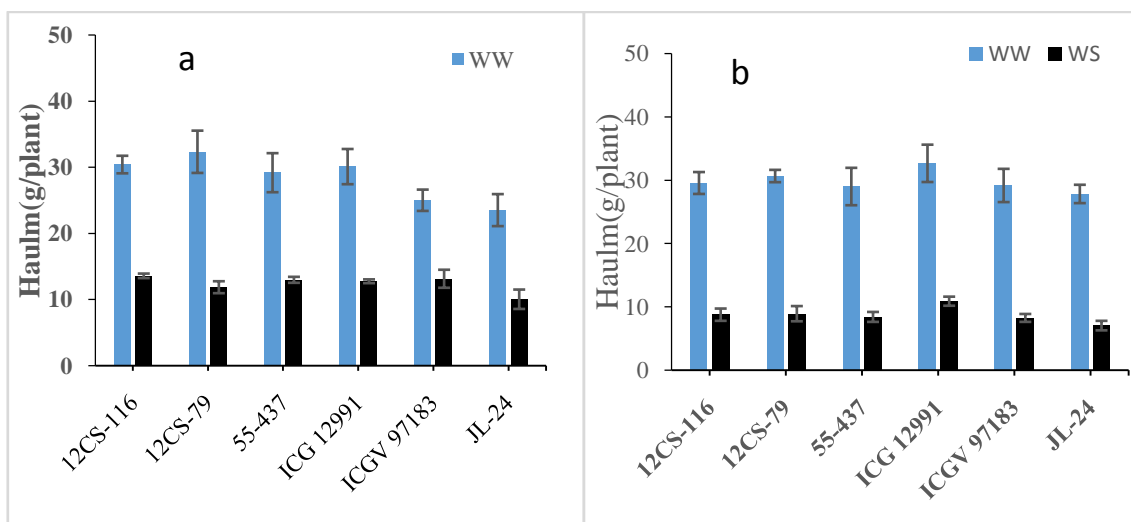 a
WW
Haulm(g/plant)
50
40
30
20
10
0
12CS-116
12CS-79
55-437
ICG 12991
ICGV 97183
JL-24
b
WW WS
Haulm(g/plant)
50
40
30
20
10
0
12CS-116
12CS-79
55-437
ICG 12991
ICGV 97183
JL-24